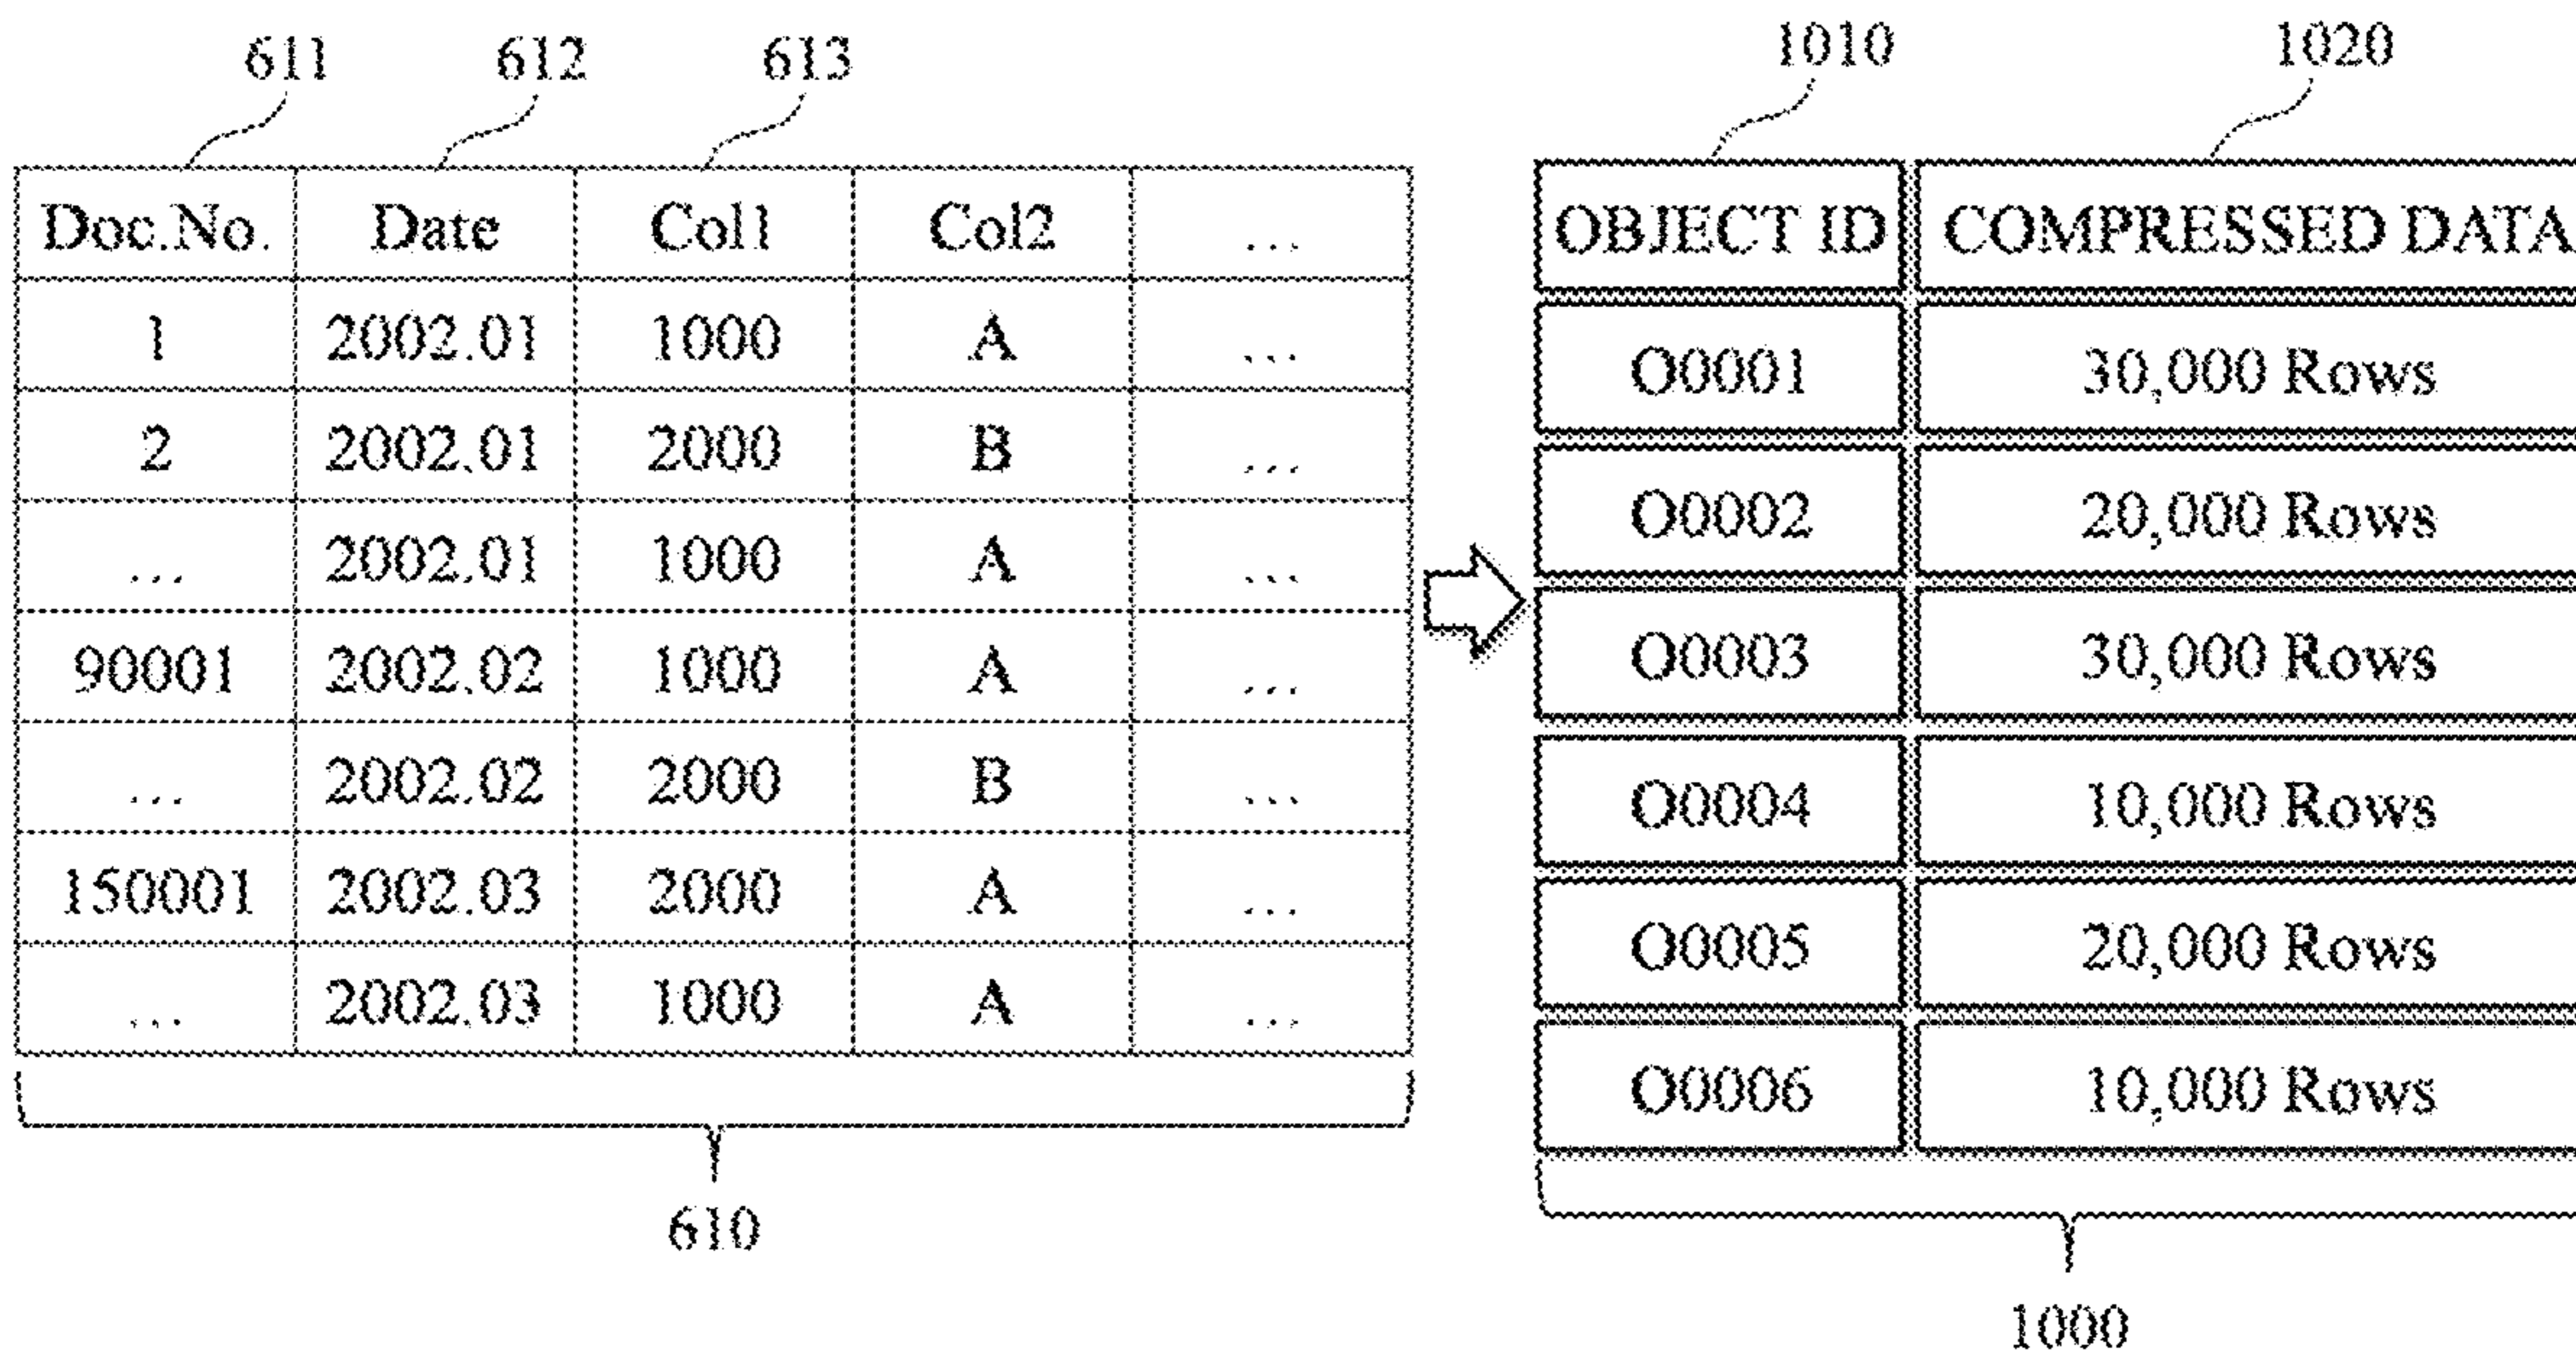 611 612 613 1010 1020
Doc.No. Date Col1 Col2 ... OBJECT ID COMPRESSED DATA
1 2002.01 1000 A ... O0001 30,000 Rows
2 2002.01 2000 B ... O0002 20,000 Rows
... 2002.01 1000 A ... O0003 30,000 Rows
90001 2002.02 1000 A ... O0004 10,000 Rows
... 2002.02 2000 B ... O0005 20,000 Rows
150001 2002.03 2000 A ... O0006 10,000 Rows
... 2002.03 1000 A ...
610
1000